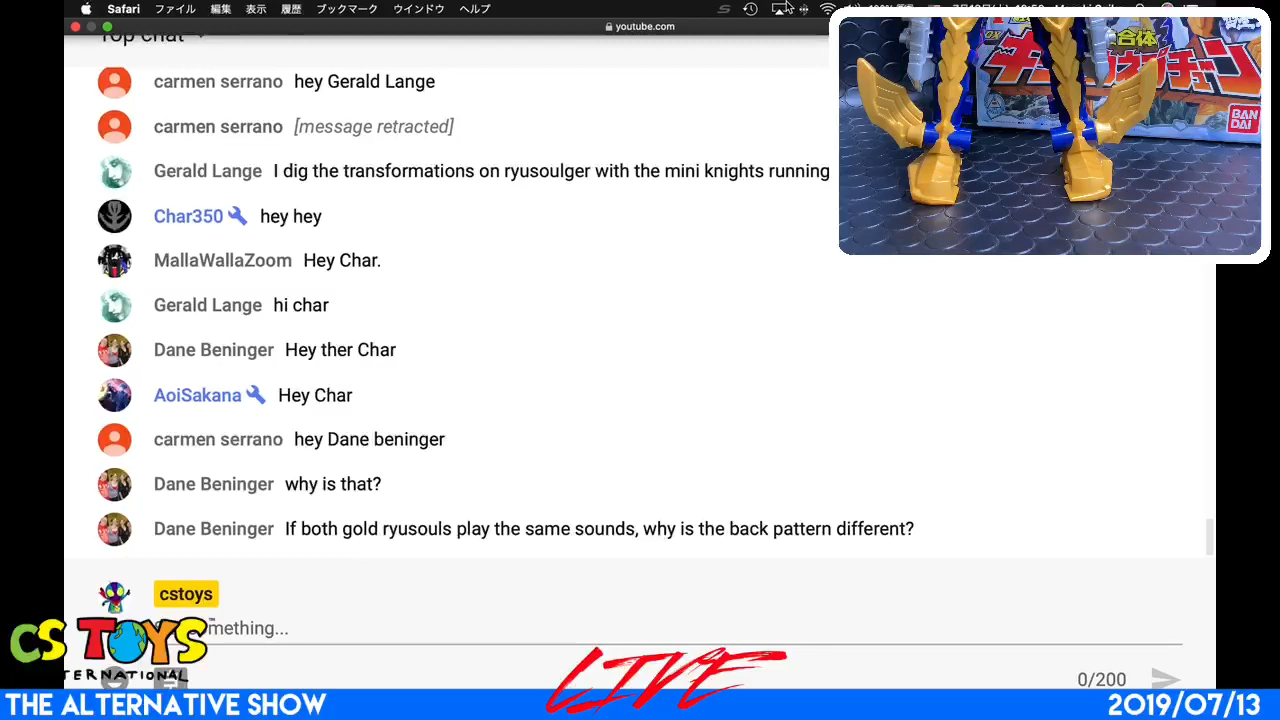 Safari ファイル 編集 表示 履歴 ブックマーク ウインドウ ヘルプ
youtube.com
Top chat
carmen serrano hey Gerald Lange
carmen serrano [message retracted]
Gerald Lange I dig the transformations on ryusoulger with the mini knights running
Char350 hey hey
MallaWallaZoom Hey Char.
Gerald Lange hi char
Dane Beninger Hey ther Char
AoiSakana Hey Char
carmen serrano hey Dane beninger
Dane Beninger why is that?
Dane Beninger If both gold ryusouls play the same sounds, why is the back pattern different?
cstoys
mething...
0/200
合体
BAN
DAI
CS TOYS
TERNATIONAL
LIVE
THE ALTERNATIVE SHOW
2019/07/13